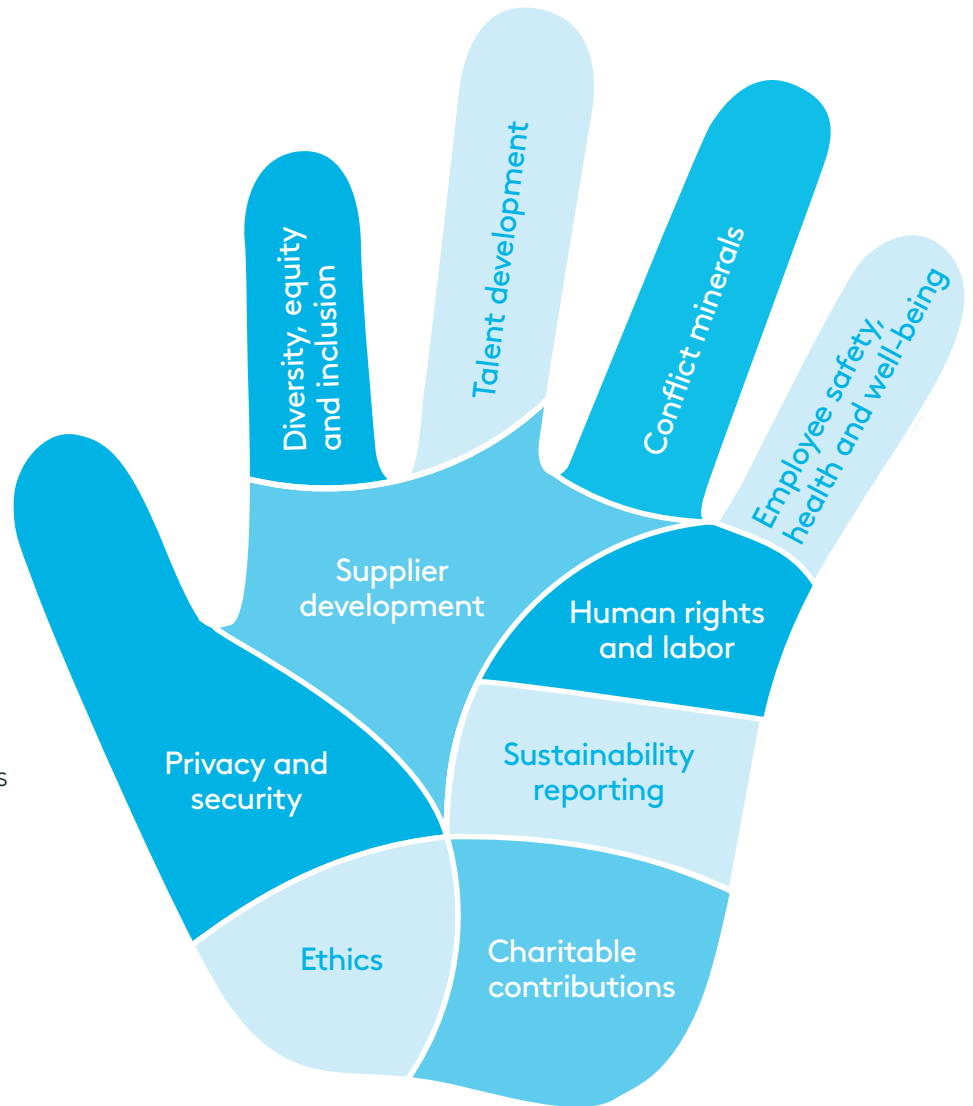 Diversity, equity
and inclusion
Talent development
Conflict minerals
Employee safety,
health and well-being
Supplier
development
Human rights
and labor
Privacy and
security
Sustainability
reporting
Ethics
Charitable
contributions
s